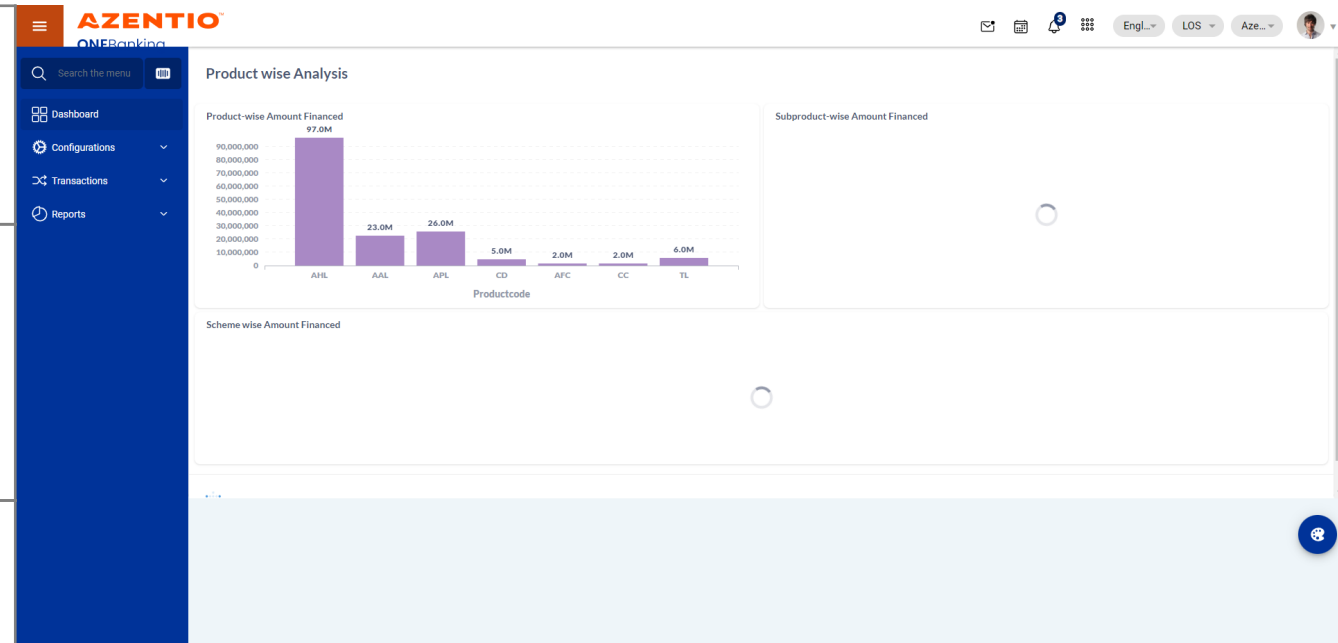 AZENTIO
ONEBanking
3
Engl...
LOS
Aze...
Search the menu
Dashboard
Configurations
Transactions
Reports
Product wise Analysis
Product-wise Amount Financed
97.0M
90,000,000
80,000,000
70,000,000
60,000,000
50,000,000
40,000,000
30,000,000
20,000,000
10,000,000
0
23.0M
26.0M
5.0M
2.0M
2.0M
6.0M
AHL AAL APL CD AFC CC TL
Productcode
Subproduct-wise Amount Financed
Scheme wise Amount Financed